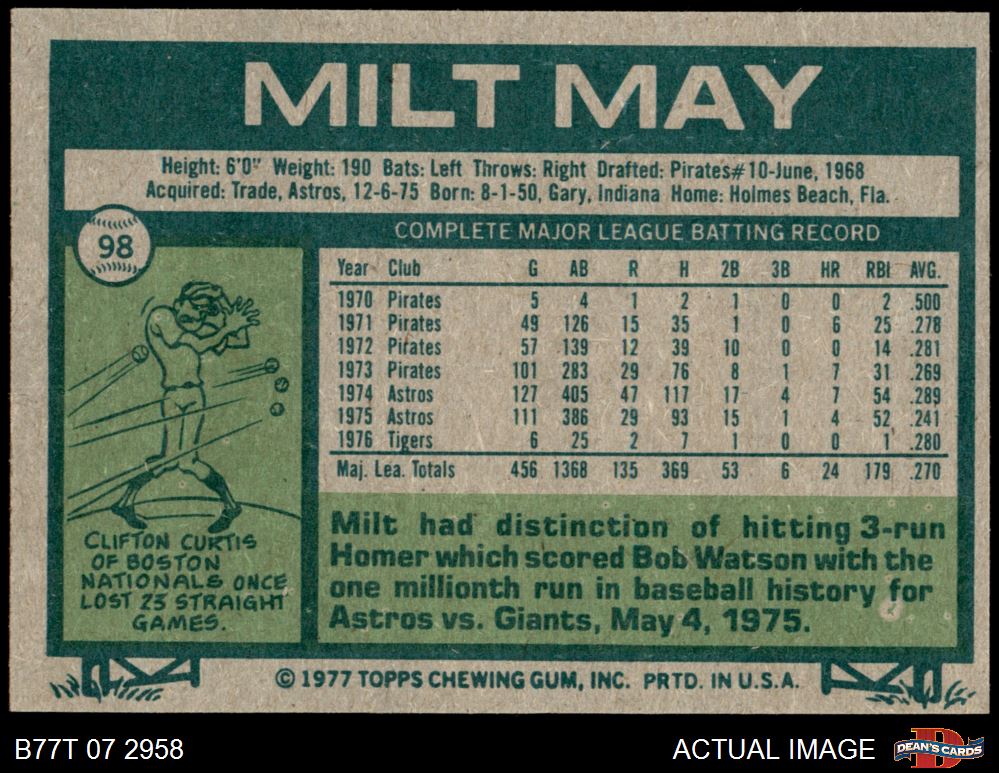 MILT MAY
Height: 6'0" Weight: 190 Bats: Left Throws: Right Drafted: Pirates#10-June, 1968
Acquired: Trade, Astros, 12-6-75 Born: 8-1-50, Gary, Indiana Home: Holmes Beach, Fla.
98
COMPLETE MAJOR LEAGUE BATTING RECORD
Year Club G AB R H 2B 3B HR RBI AVG.
1970 Pirates 5 4 1 2 1 0 0 2 .500
1971 Pirates 49 126 15 35 1 0 6 25 .278
1972 Pirates 57 139 12 39 10 0 0 14 .281
1973 Pirates 101 283 29 76 8 1 7 31 .269
1974 Astros 127 405 47 117 17 4 7 54 .289
1975 Astros 111 386 29 93 15 1 4 52 .241
1976 Tigers 6 25 2 7 1 0 0 1 .280
Maj. Lea. Totals 456 1368 135 369 53 6 24 179 .270
CLIFTON CURTIS
OF BOSTON
NATIONALS ONCE
LOST 23 STRAIGHT
GAMES.
Milt had distinction of hitting 3-run
Homer which scored Bob Watson with the
one millionth run in baseball history for
Astros vs. Giants, May 4, 1975.
© 1977 TOPPS CHEWING GUM, INC. PRTD. IN U.S.A.
B77T 07 2958
ACTUAL IMAGE
DEAN'S CARDS